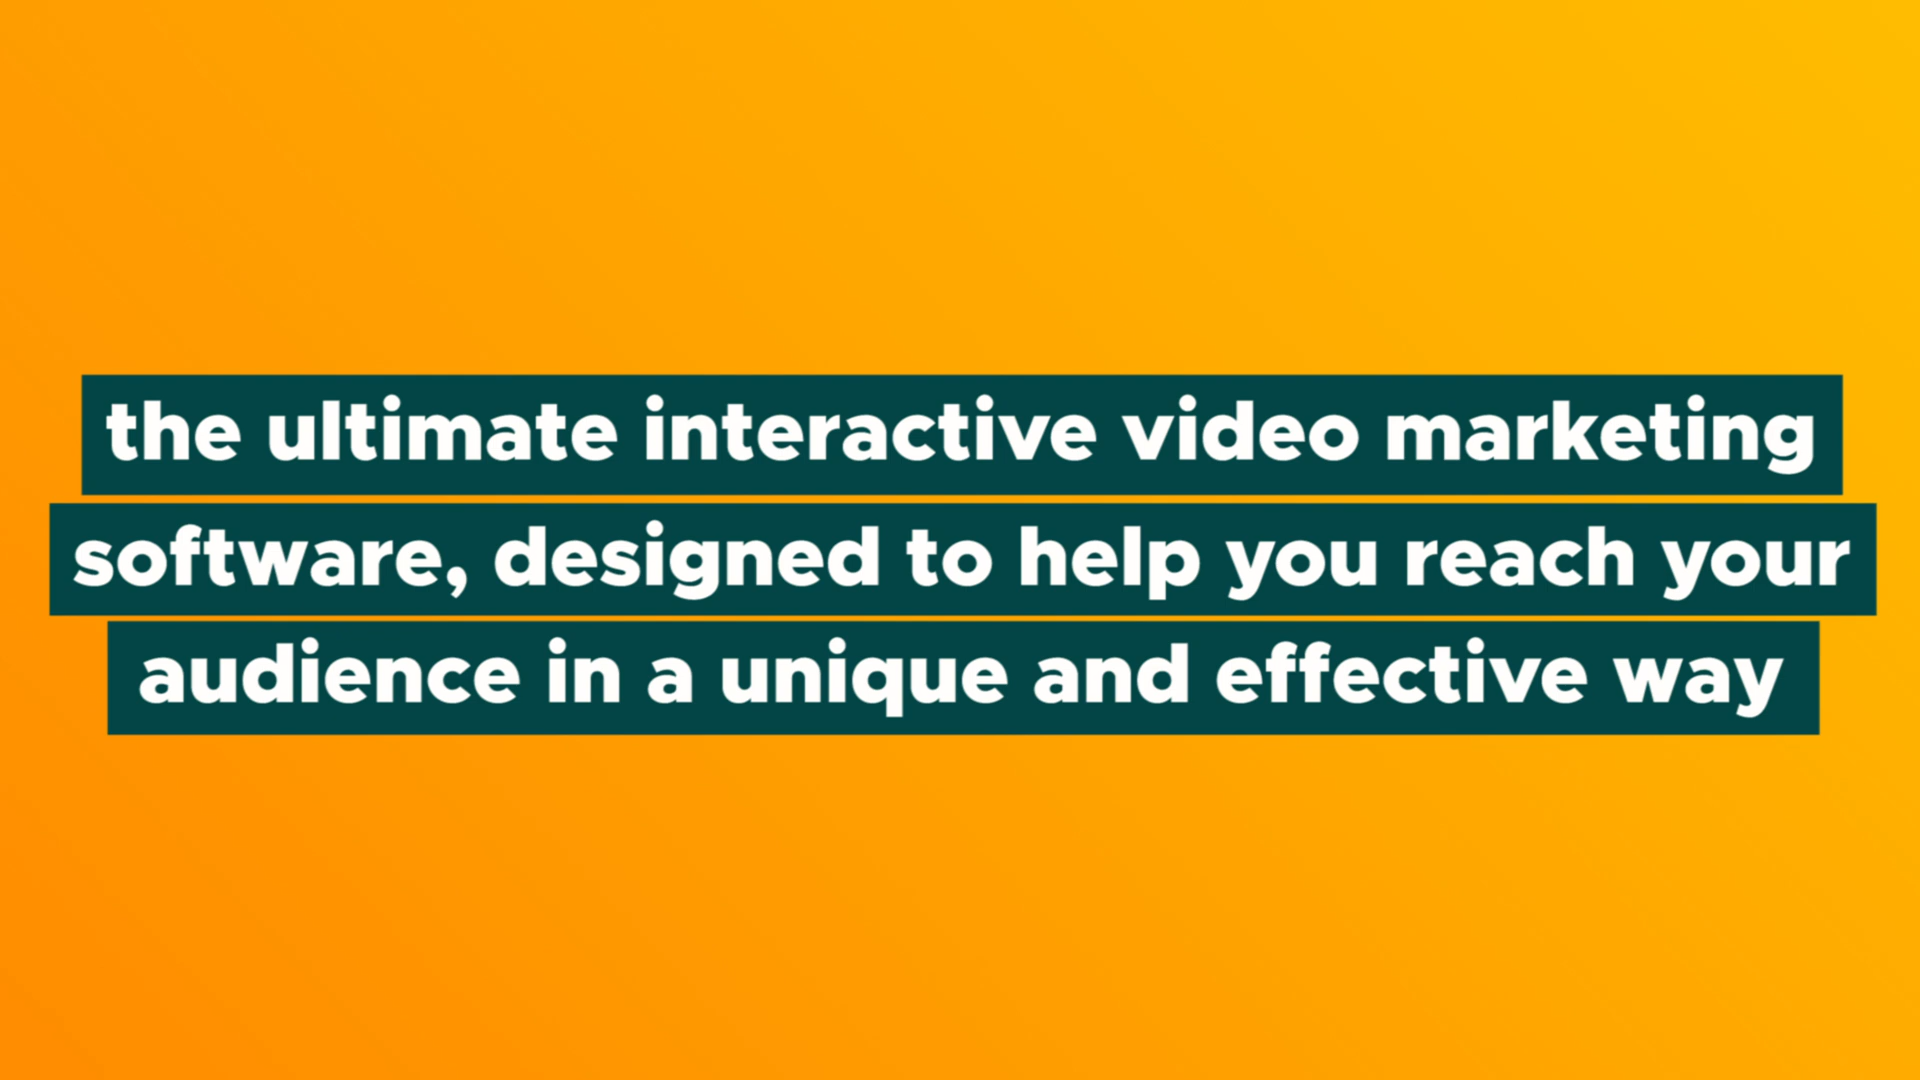 the ultimate interactive video marketing
software, designed to help you reach your
audience in a unique and effective way